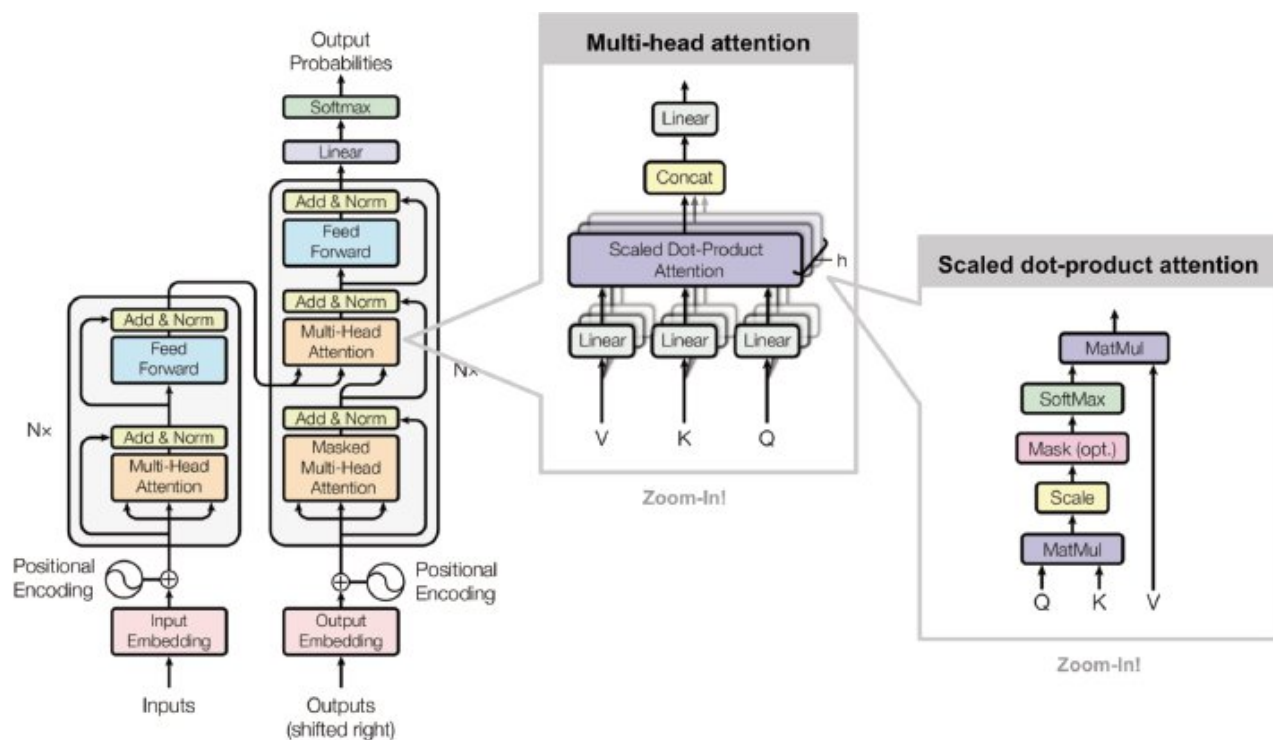 Output
Probabilities
Softmax
Linear
Add & Norm
Feed
Forward
Add & Norm
Multi-Head
Attention
Nx
Add & Norm
Masked
Multi-Head
Attention
Positional
Encoding
Output
Embedding
Outputs
(shifted right)
Add & Norm
Feed
Forward
Nx
Add & Norm
Multi-Head
Attention
Positional
Encoding
Input
Embedding
Inputs
Multi-head attention
Linear
Concat
Scaled Dot-Product
Attention
h
Linear Linear Linear
V K Q
Zoom-In!
Scaled dot-product attention
MatMul
SoftMax
Mask (opt.)
Scale
MatMul
Q K V
Zoom-In!